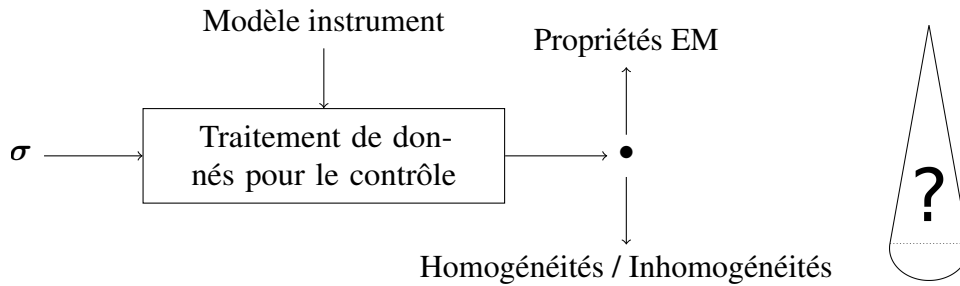 Modèle instrument
Propriétés EM
σ
Traitement de don-
nés pour le contrôle
?
Homogénéités / Inhomogénéités